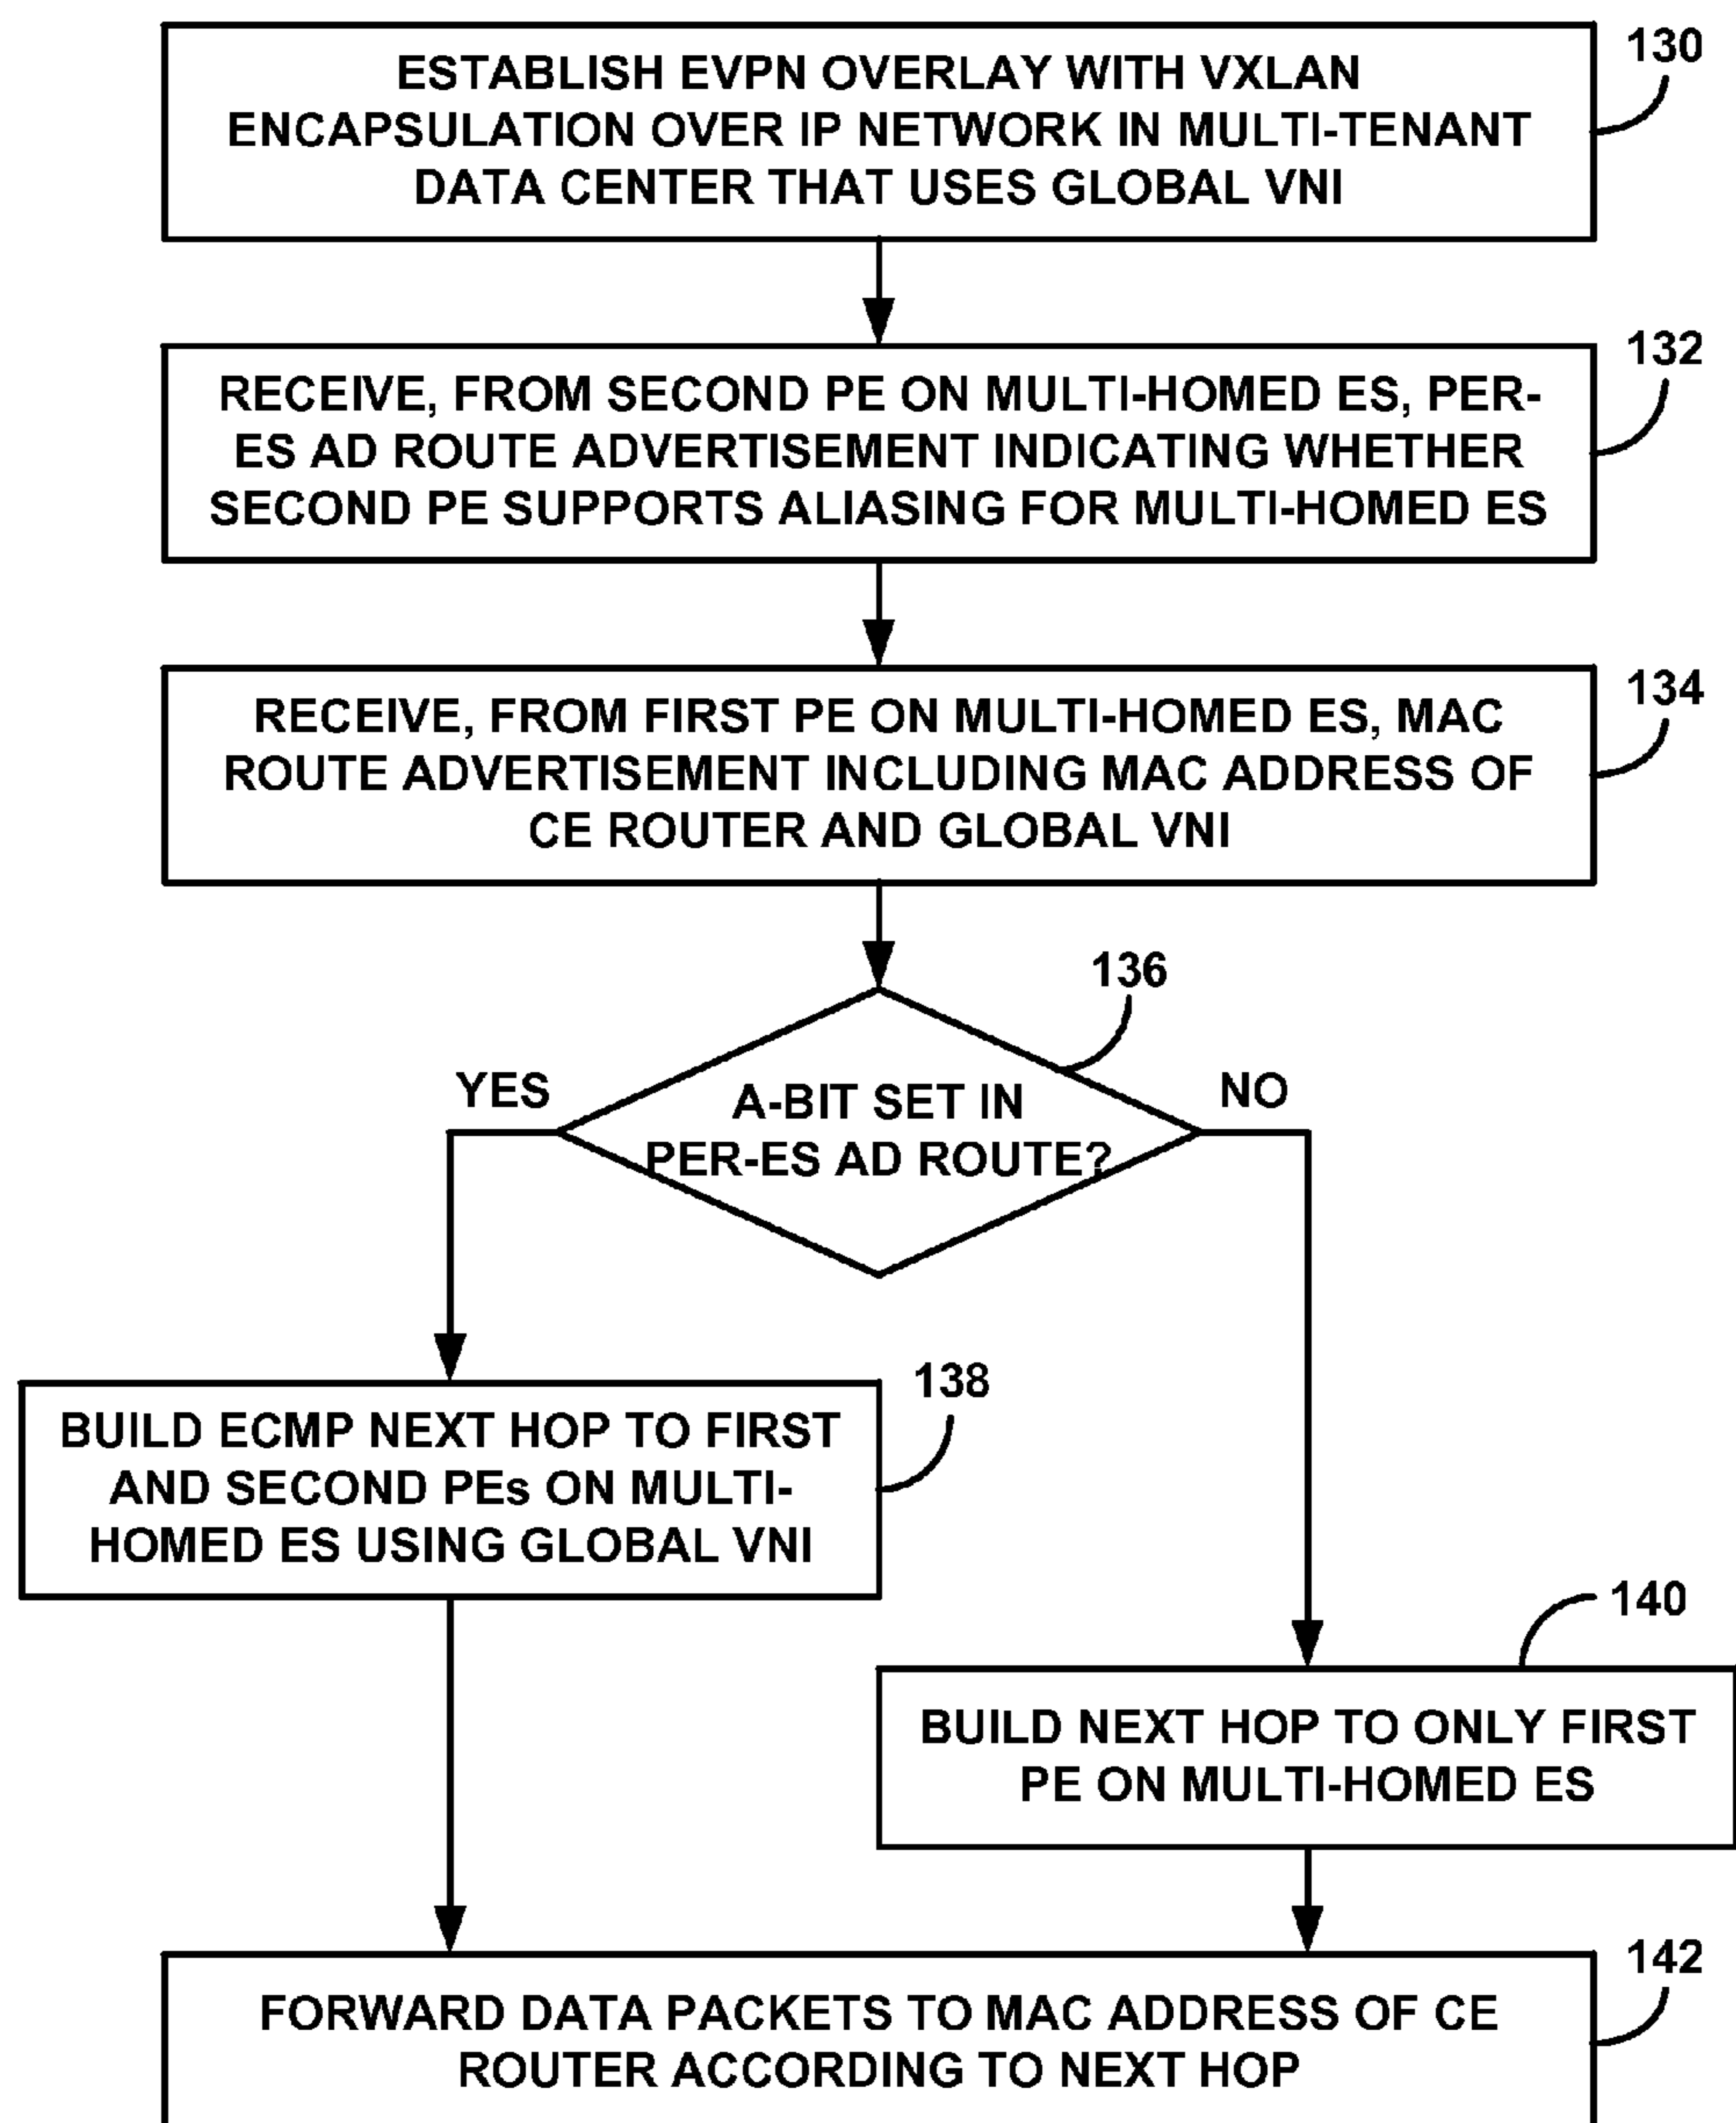 130
ESTABLISH EVPN OVERLAY WITH VXLAN
ENCAPSULATION OVER IP NETWORK IN MULTI-TENANT
DATA CENTER THAT USES GLOBAL VNI
132
RECEIVE, FROM SECOND PE ON MULTI-HOMED ES, PER-
ES AD ROUTE ADVERTISEMENT INDICATING WHETHER
SECOND PE SUPPORTS ALIASING FOR MULTI-HOMED ES
134
RECEIVE, FROM FIRST PE ON MULTI-HOMED ES, MAC
ROUTE ADVERTISEMENT INCLUDING MAC ADDRESS OF
CE ROUTER AND GLOBAL VNI
136
YES
NO
A-BIT SET IN
PER-ES AD ROUTE?
138
BUILD ECMP NEXT HOP TO FIRST
AND SECOND PEs ON MULTI-
HOMED ES USING GLOBAL VNI
140
BUILD NEXT HOP TO ONLY FIRST
PE ON MULTI-HOMED ES
142
FORWARD DATA PACKETS TO MAC ADDRESS OF CE
ROUTER ACCORDING TO NEXT HOP